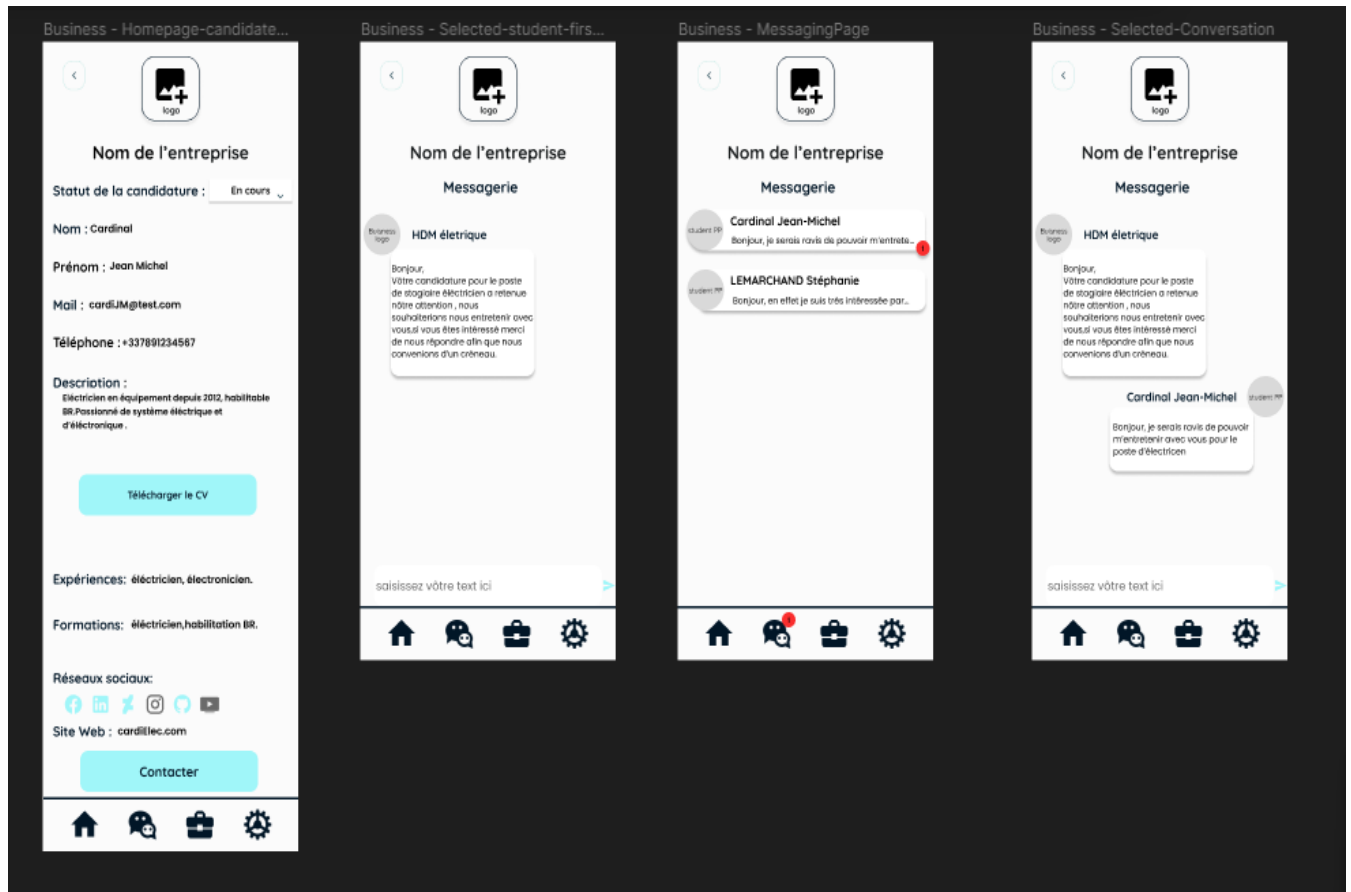 Business - Homepage-candidate...
logo
Nom de l'entreprise
Statut de la candidature : En cours
Nom : Cardinal
Prénom : Jean Michel
Mail : cardiJM@test.com
Téléphone :+337891234567
Description :
Eléctricien en équipement depuis 2012, habilitable
BR.Passionné de système éléctrique et
d'éléctronique .
Télécharger le CV
Expériences: éléctricien, électronicien.
Formations: éléctricien,habilitation BR.
Réseaux sociaux:
Site Web : cardiElec.com
Contacter
Business - Selected-student-firs...
logo
Nom de l'entreprise
Messagerie
Business
logo
HDM életrique
Bonjour,
Vôtre candidature pour le poste
de stagiaire éléctricien a retenue
nôtre attention , nous
souhaiterions nous entretenir avec
vous.si vous êtes intéressé merci
de nous répondre afin que nous
convenions d'un créneau.
saisissez vôtre text ici
Business - MessagingPage
logo
Nom de l'entreprise
Messagerie
student PP
Cardinal Jean-Michel
Bonjour, je serais ravis de pouvoir m'entrete...
1
student PP
LEMARCHAND Stéphanie
Bonjour, en effet je suis très intéressée par...
1
Business - Selected-Conversation
logo
Nom de l'entreprise
Messagerie
Business
logo
HDM életrique
Bonjour,
Vôtre candidature pour le poste
de stagiaire éléctricien a retenue
nôtre attention , nous
souhaiterions nous entretenir avec
vous.si vous êtes intéressé merci
de nous répondre afin que nous
convenions d'un créneau.
Cardinal Jean-Michel
student PP
Bonjour, je serais ravis de pouvoir
m'entretenir avec vous pour le
poste d'électricen
saisissez vôtre text ici